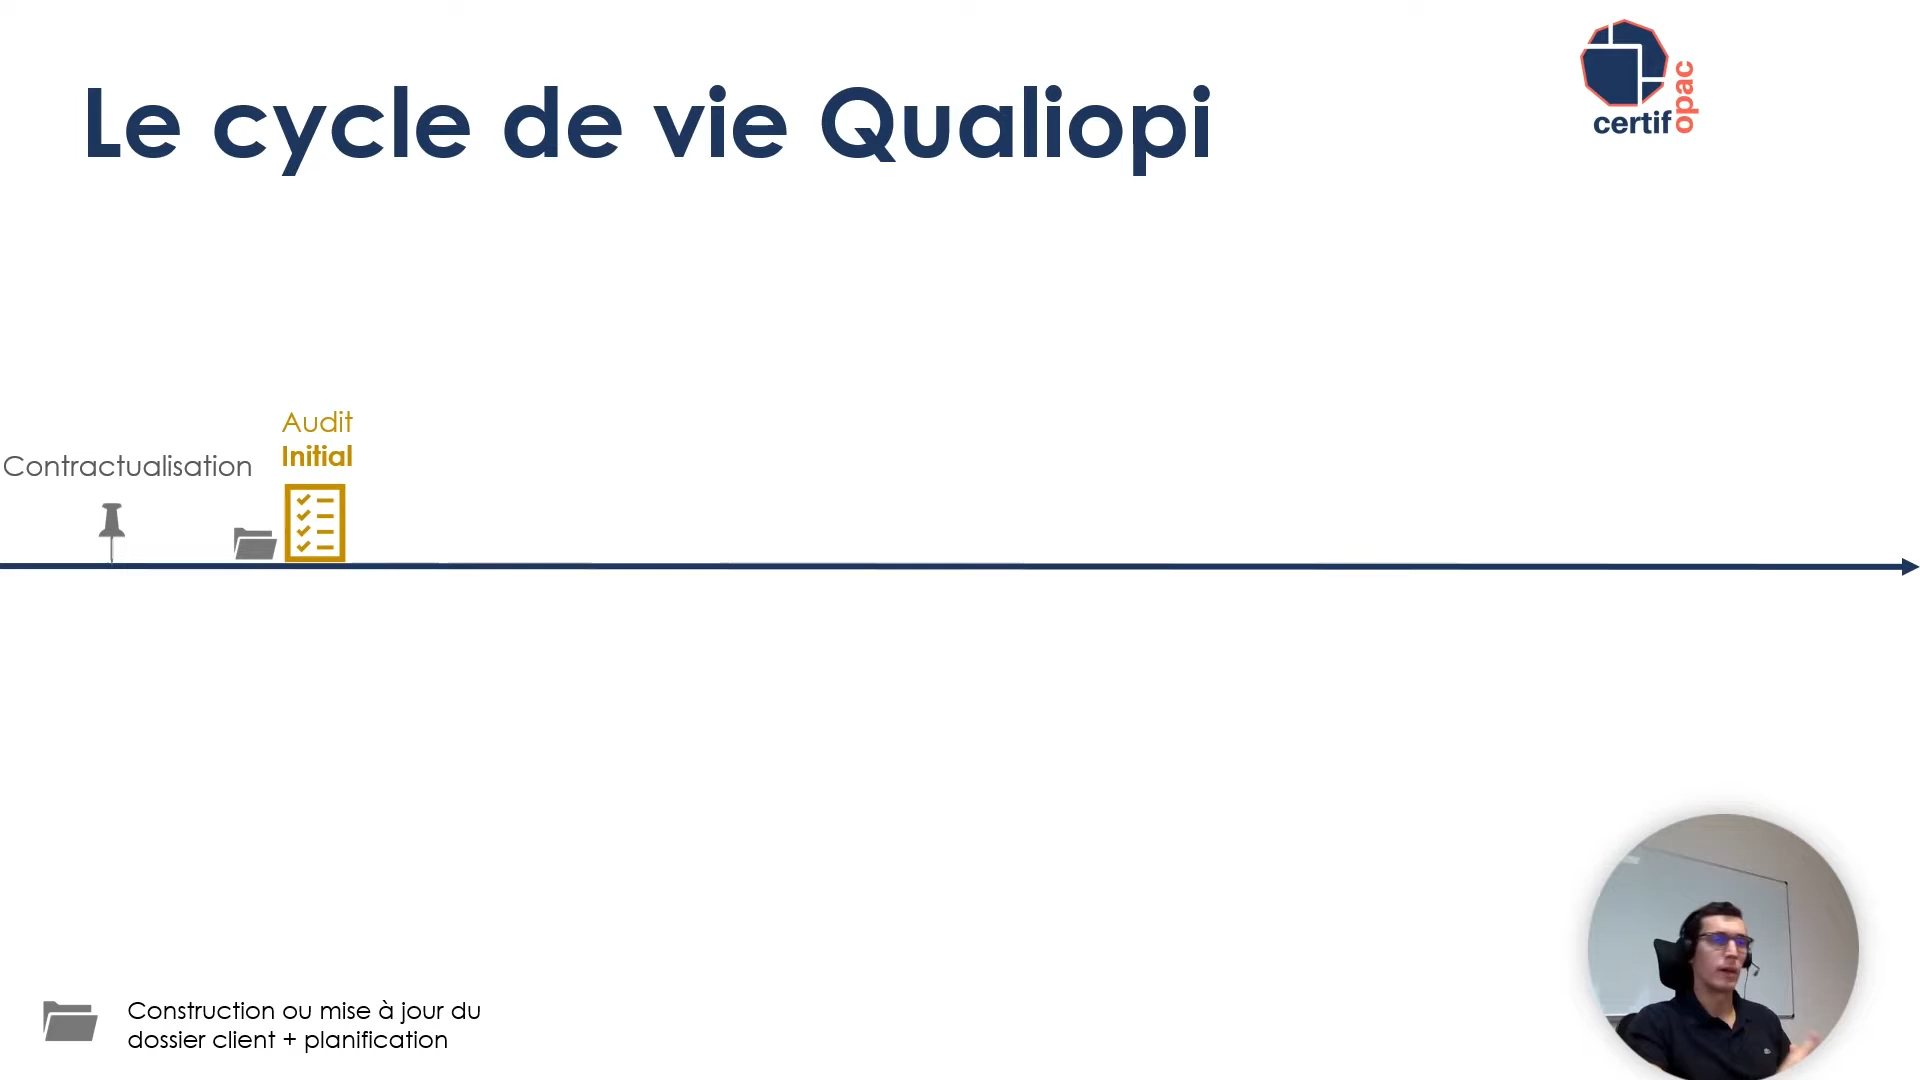 Le cycle de vie Qualiopi
certif
opac
Audit
Initial
Contractualisation
Construction ou mise à jour du
dossier client + planification